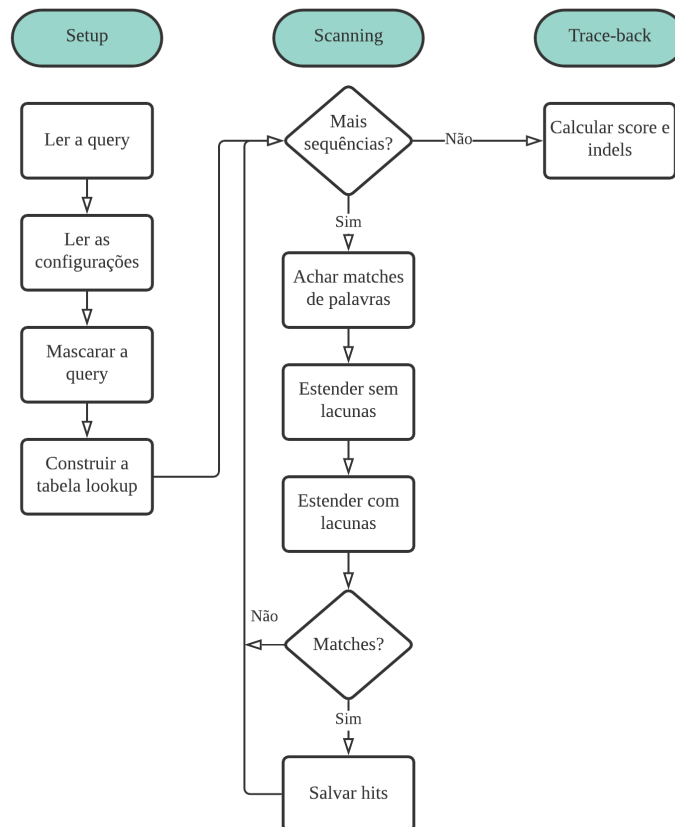 Setup
Scanning
Trace-back
Ler a query
Ler as
configurações
Mascarar a
query
Construir a
tabela lookup
Mais
sequências?
Não
Sim
Achar matches
de palavras
Estender sem
lacunas
Estender com
lacunas
Não
Matches?
Sim
Salvar hits
Calcular score e
indels